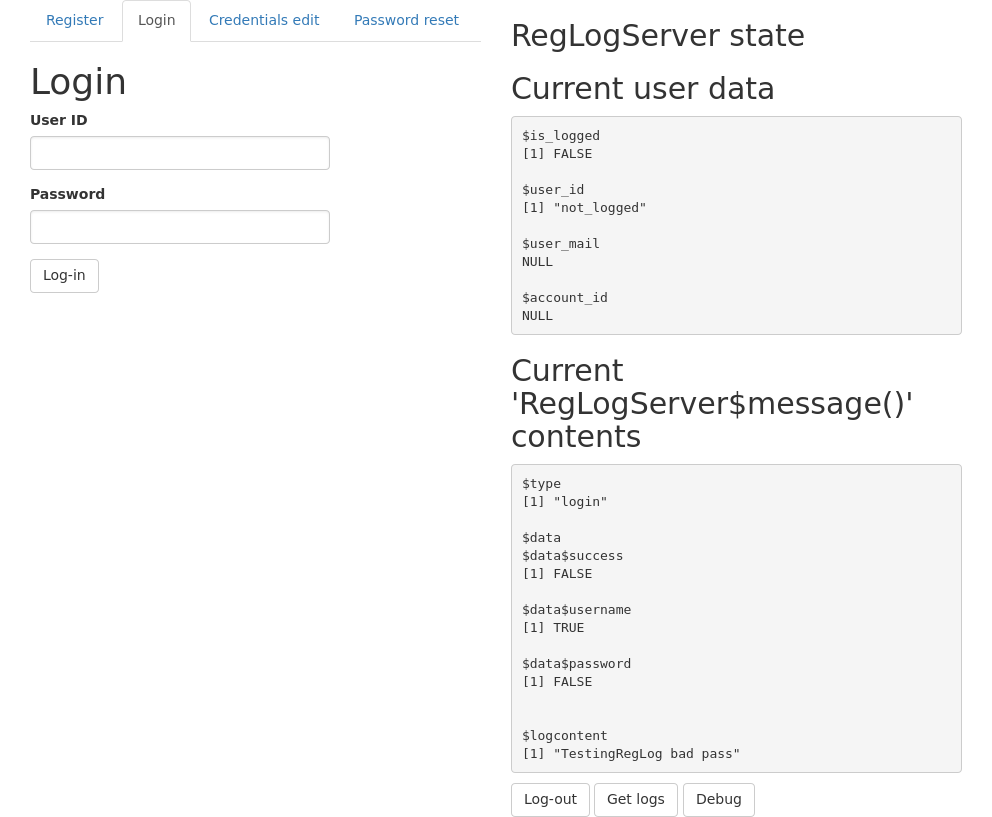 Register Login Credentials edit Password reset
Login
User ID
Password
Log-in
RegLogServer state
Current user data
$is_logged
[1] FALSE
$user_id
[1] "not_logged"
$user_mail
NULL
$account_id
NULL
Current
'RegLogServer$message()'
contents
$type
[1] "login"
$data
$data$success
[1] FALSE
$data$username
[1] TRUE
$data$password
[1] FALSE
$logcontent
[1] "TestingRegLog bad pass"
Log-out Get logs Debug